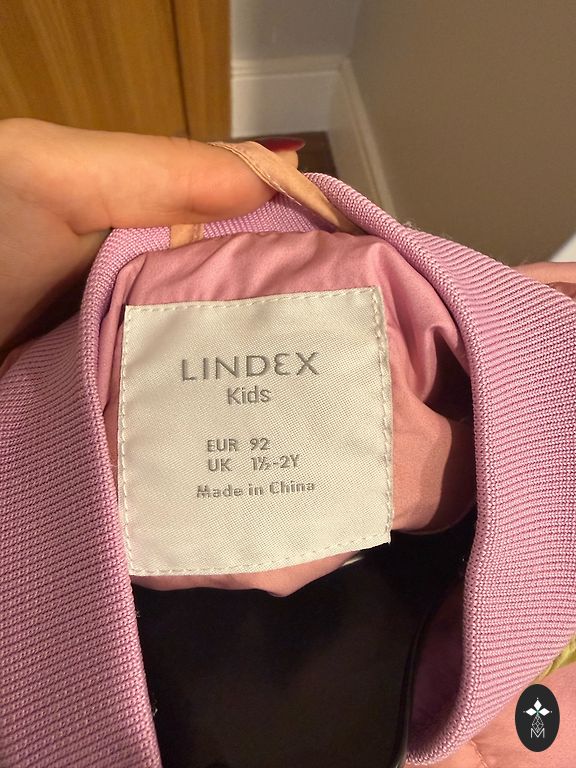 LINDEX
Kids
EUR 92
UK 1½-2Y
Made in China